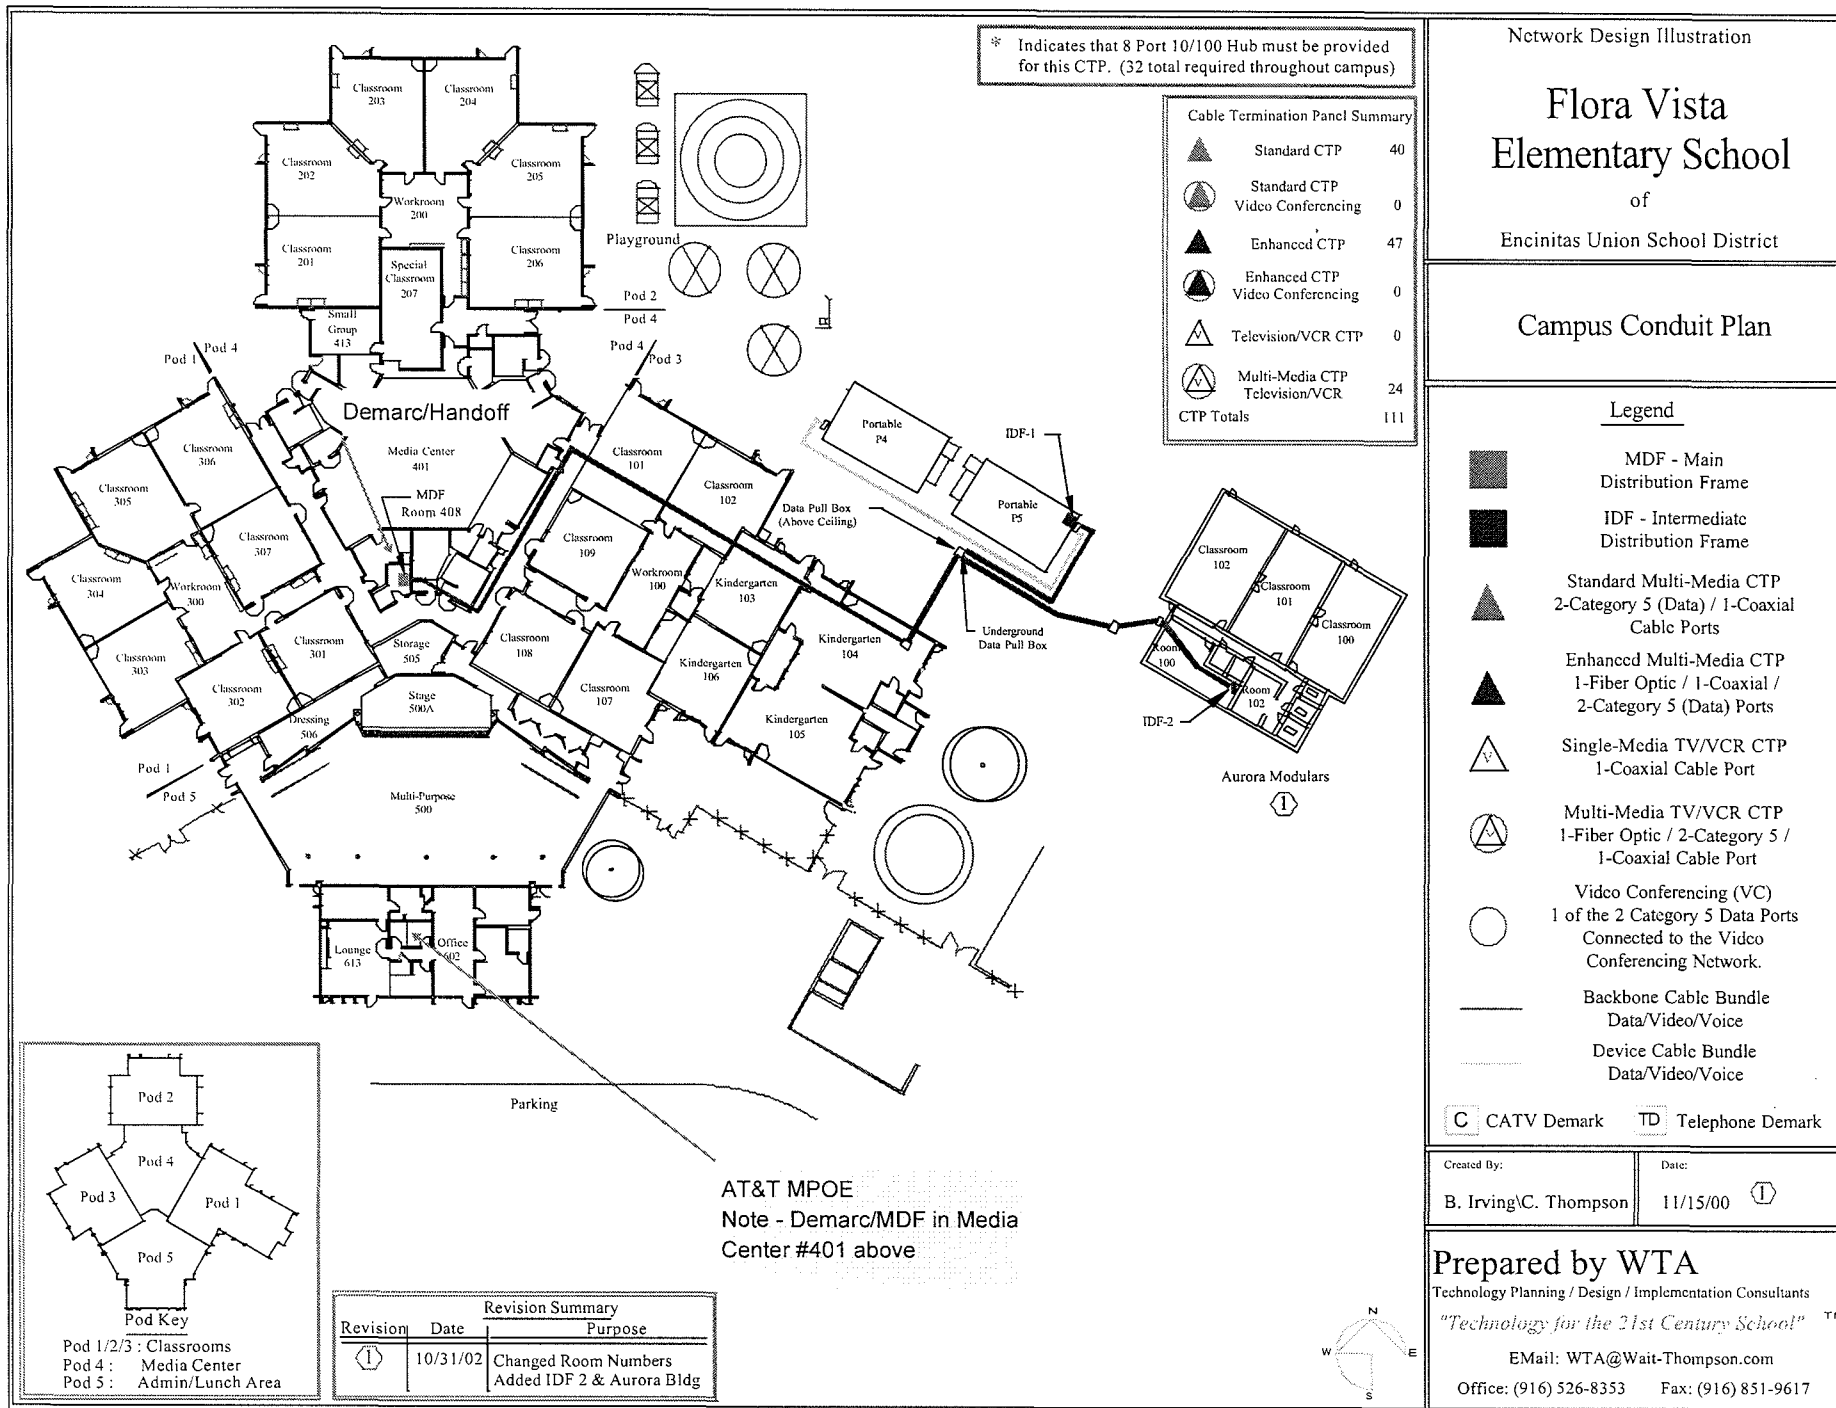 * Indicates that 8 Port 10/100 Hub must be provided
for this CTP. (32 total required throughout campus)
Cable Termination Panel Summary
Standard CTP 40
Standard CTP
Video Conferencing 0
Enhanced CTP 47
Enhanced CTP
Video Conferencing 0
V Television/VCR CTP 0
V Multi-Media CTP
Television/VCR 24
CTP Totals 111
Network Design Illustration
Flora Vista
Elementary School
of
Encinitas Union School District
Campus Conduit Plan
Legend
MDF - Main
Distribution Frame
IDF - Intermediate
Distribution Frame
Standard Multi-Media CTP
2-Category 5 (Data) / 1-Coaxial
Cable Ports
Enhanced Multi-Media CTP
1-Fiber Optic / 1-Coaxial /
2-Category 5 (Data) Ports
V Single-Media TV/VCR CTP
1-Coaxial Cable Port
V Multi-Media TV/VCR CTP
1-Fiber Optic / 2-Category 5 /
1-Coaxial Cable Port
Video Conferencing (VC)
1 of the 2 Category 5 Data Ports
Connected to the Video
Conferencing Network.
Backbone Cable Bundle
Data/Video/Voice
Device Cable Bundle
Data/Video/Voice
C CATV Demark TD Telephone Demark
Created By:
B. Irving\C. Thompson
Date:
11/15/00 1
Prepared by WTA
Technology Planning / Design / Implementation Consultants
"Technology for the 21st Century School"
EMail: WTA@Wait-Thompson.com
Office: (916) 526-8353 Fax: (916) 851-9617
Classroom
203
Classroom
204
Classroom
202
Classroom
205
Workroom
200
Classroom
201
Classroom
206
Special
Classroom
207
Small
Group
413
Playground
Pod 2
Pod 4
Pod 1
Pod 4
Pod 4
Pod 3
Demarc/Handoff
Media Center
401
MDF
Room 408
Classroom
306
Classroom
305
Classroom
307
Classroom
304
Workroom
300
Classroom
303
Classroom
301
Classroom
302
Storage
505
Stage
500A
Dressing
506
Pod 1
Pod 5
Multi-Purpose
500
Lounge
613
Office
602
Classroom
101
Classroom
102
Classroom
109
Workroom
100
Kindergarten
103
Classroom
108
Kindergarten
104
Kindergarten
106
Classroom
107
Kindergarten
105
Portable
P4
Portable
P5
IDF-1
Data Pull Box
(Above Ceiling)
Underground
Data Pull Box
Classroom
102
Classroom
101
Classroom
100
Room
100
Room
102
IDF-2
Aurora Modulars
1
Parking
AT&T MPOE
Note - Demarc/MDF in Media
Center #401 above
Pod 2
Pod 4
Pod 3
Pod 1
Pod 5
Pod Key
Pod 1/2/3 : Classrooms
Pod 4 : Media Center
Pod 5 : Admin/Lunch Area
Revision Summary
Revision Date Purpose
1 10/31/02 Changed Room Numbers
Added IDF 2 & Aurora Bldg
N
W
E
S